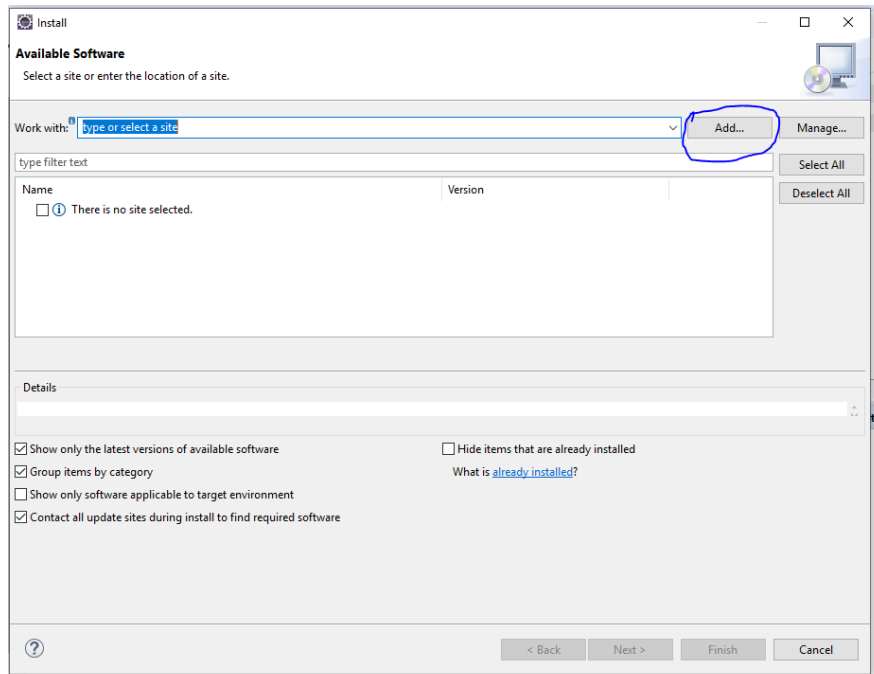 Install
Available Software
Select a site or enter the location of a site.
Work with: type or select a site Add... Manage...
type filter text Select All
Name Version Deselect All
There is no site selected.
Details
Show only the latest versions of available software Hide items that are already installed
Group items by category What is already installed?
Show only software applicable to target environment
Contact all update sites during install to find required software
< Back Next > Finish Cancel